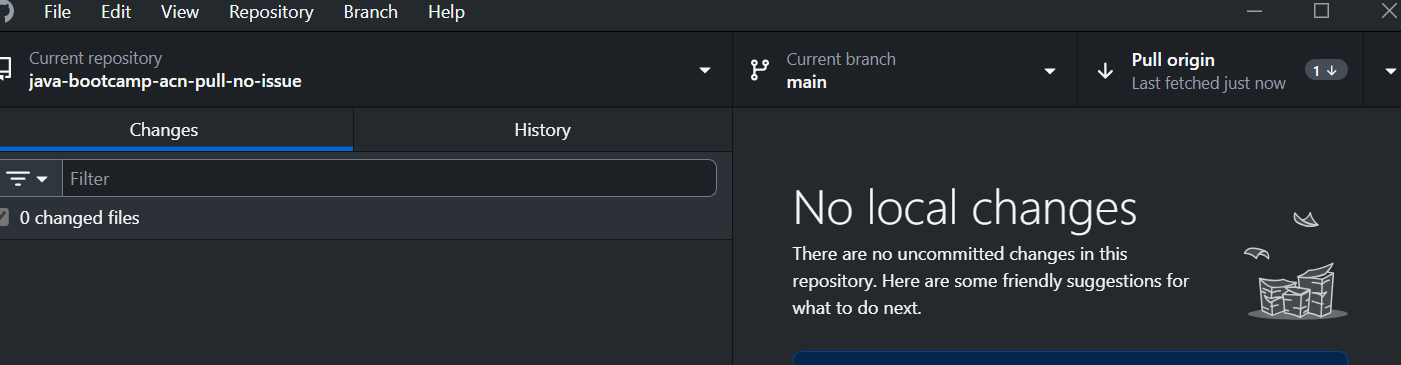 File Edit View Repository Branch Help
Current repository
java-bootcamp-acn-pull-no-issue
Current branch
main
Pull origin
Last fetched just now
1
Changes
History
Filter
0 changed files
No local changes
There are no uncommitted changes in this
repository. Here are some friendly suggestions for
what to do next.